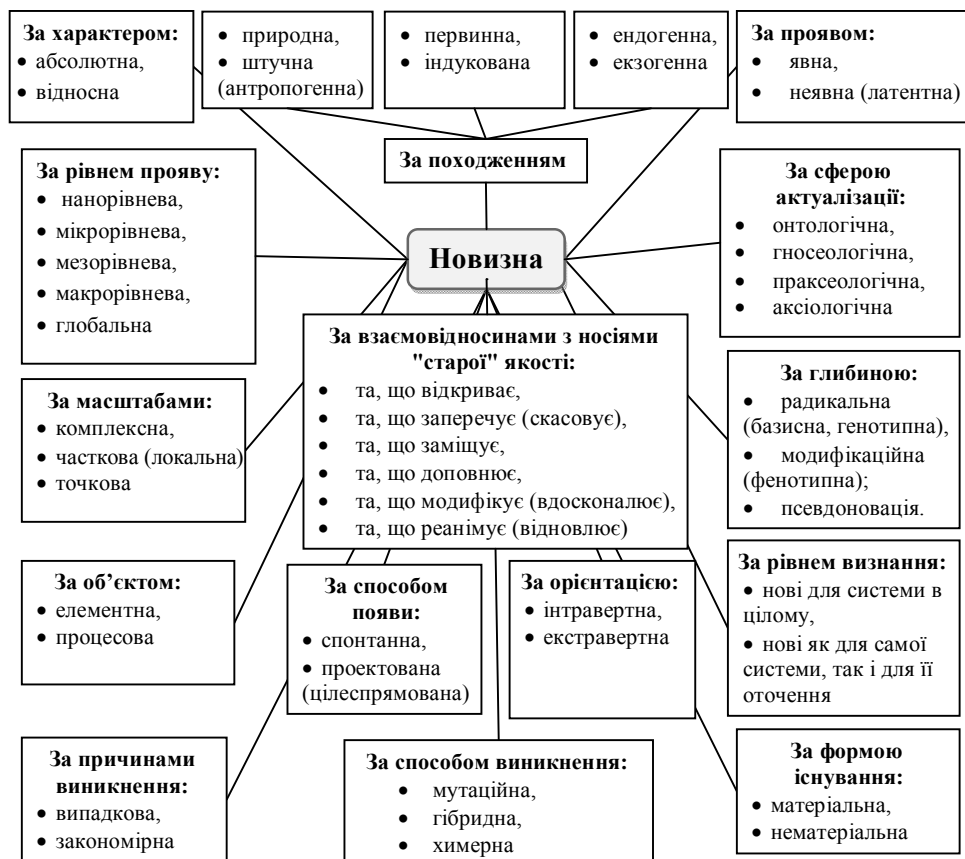 За характером:
• абсолютна,
• відносна
• природна,
• штучна
(антропогенна)
• первинна,
• індукована
• ендогенна,
• екзогенна
За проявом:
• явна,
• неявна (латентна)
За походженням
За рівнем прояву:
• нанорівнева,
• мікрорівнева,
• мезорівнева,
• макрорівнева,
• глобальна
Новизна
За сферою
актуалізації:
• онтологічна,
• гносеологічна,
• праксеологічна,
• аксіологічна
За взаємовідносинами з носіями
"старої" якості:
• та, що відкриває,
• та, що заперечує (скасовує),
• та, що заміщує,
• та, що доповнює,
• та, що модифікує (вдосконалює),
• та, що реанімує (відновлює)
За масштабами:
• комплексна,
• часткова (локальна)
• точкова
За глибиною:
• радикальна
(базисна, генотипна),
• модифікаційна
(фенотипна);
• псевдоновація.
За об’єктом:
• елементна,
• процесова
За способом
появи:
• спонтанна,
• проектована
(цілеспрямована)
За орієнтацією:
• інтравертна,
• екстравертна
За рівнем визнання:
• нові для системи в
цілому,
• нові як для самої
системи, так і для її
оточення
За причинами
виникнення:
• випадкова,
• закономірна
За способом виникнення:
• мутаційна,
• гібридна,
• химерна
За формою
існування:
• матеріальна,
• нематеріальна